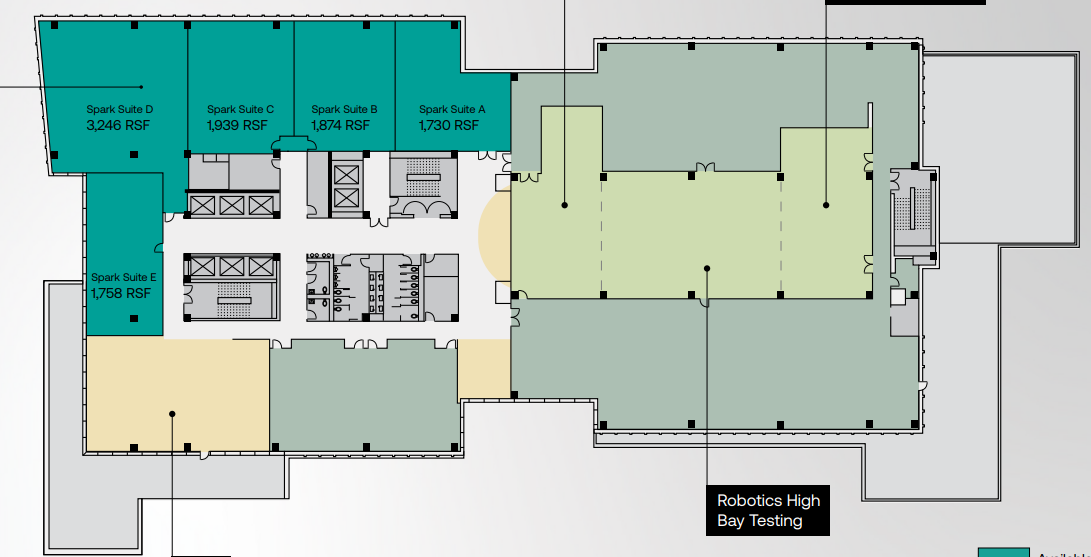 Spark Suite D
3,246 RSF
Spark Suite C
1,939 RSF
Spark Suite B
1,874 RSF
Spark Suite A
1,730 RSF
Spark Suite E
1,758 RSF
Robotics High
Bay Testing